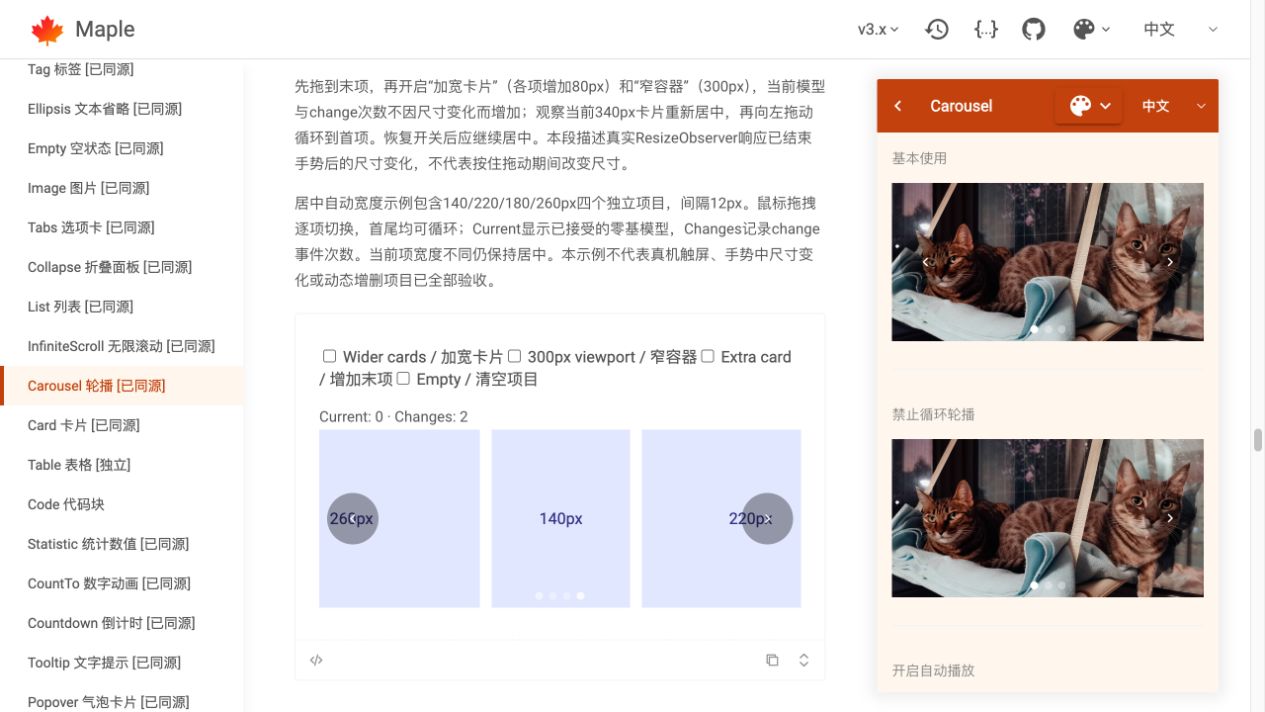 Maple
v3.x
中文
Tag 标签 [已同源]
Ellipsis 文本省略 [已同源]
Empty 空状态 [已同源]
Image 图片 [已同源]
Tabs 选项卡 [已同源]
Collapse 折叠面板 [已同源]
List 列表 [已同源]
InfiniteScroll 无限滚动 [已同源]
Carousel 轮播 [已同源]
Card 卡片 [已同源]
Table 表格 [独立]
Code 代码块
Statistic 统计数值 [已同源]
CountTo 数字动画 [已同源]
Countdown 倒计时 [已同源]
Tooltip 文字提示 [已同源]
Popover 气泡卡片 [已同源]
先拖到末项，再开启“加宽卡片”（各项增加80px）和“窄容器”（300px），当前模型
与change次数不因尺寸变化而增加；观察当前340px卡片重新居中，再向左拖动
循环到首项。恢复开关后应继续居中。本段描述真实ResizeObserver响应已结束
手势后的尺寸变化，不代表按住拖动期间改变尺寸。
居中自动宽度示例包含140/220/180/260px四个独立项目，间隔12px。鼠标拖拽
逐项切换，首尾均可循环；Current显示已接受的零基模型，Changes记录change
事件次数。当前项宽度不同仍保持居中。本示例不代表真机触屏、手势中尺寸变
化或动态增删项目已全部验收。
Wider cards / 加宽卡片 300px viewport / 窄容器 Extra card
/ 增加末项 Empty / 清空项目
Current: 0 · Changes: 2
260px
140px
220px
Carousel
中文
基本使用
禁止循环轮播
开启自动播放